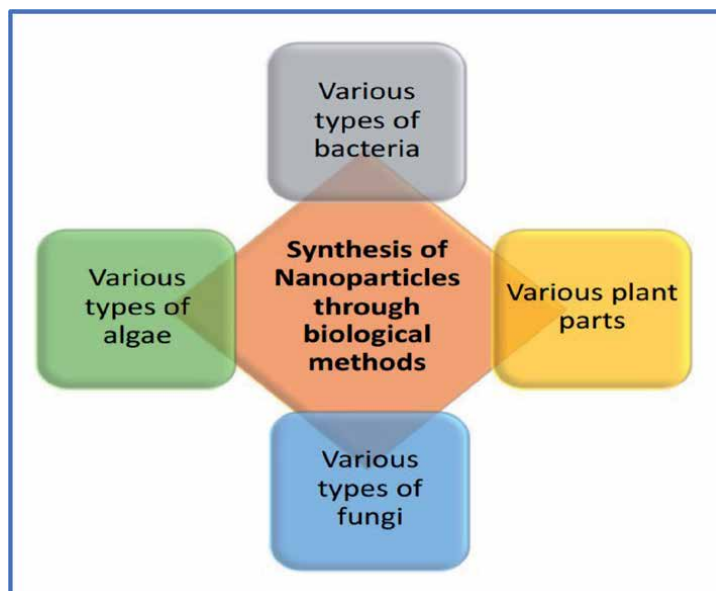 Various
types of
bacteria
Various
types of
algae
Synthesis of
Nanoparticles
through
biological
methods
Various plant
parts
Various
types of
fungi